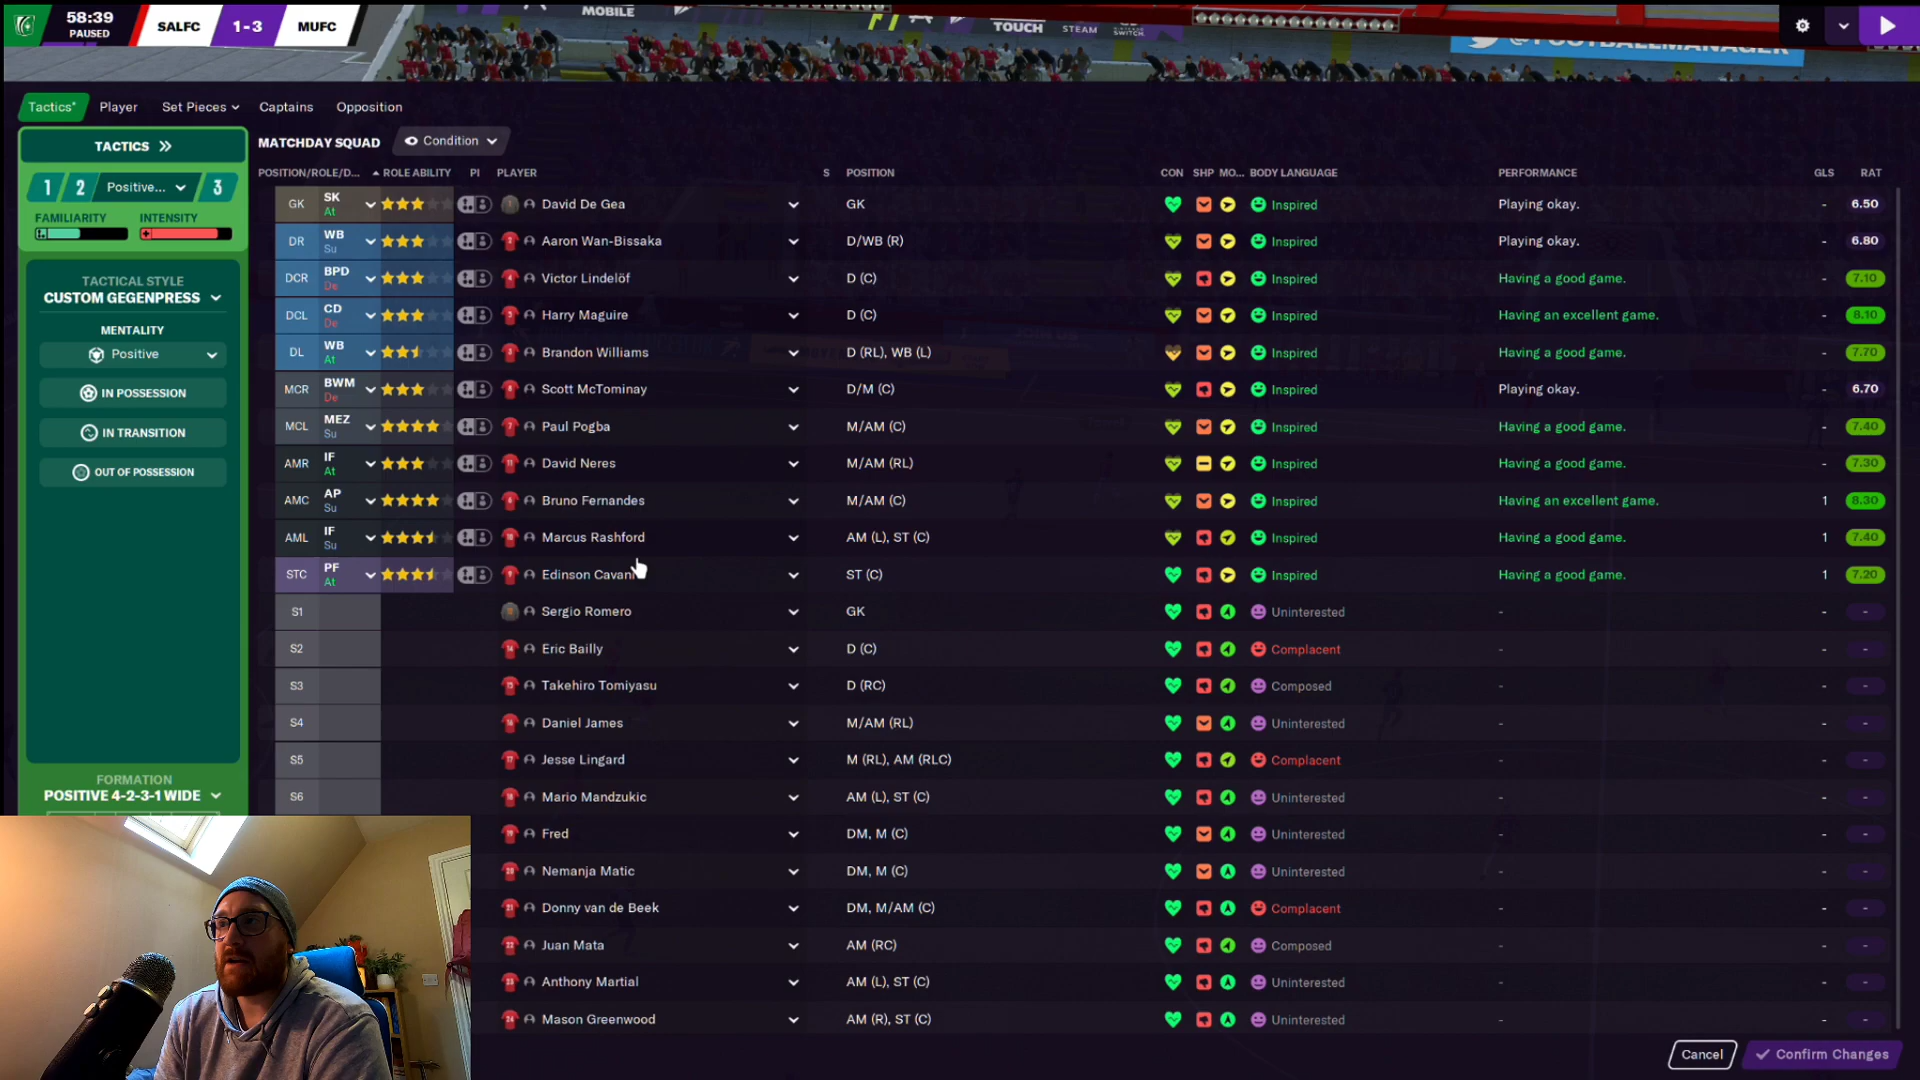 58:39
PAUSED
SALFC
1-3
MUFC
MOBILE
TOUCH
STEAM
SWITCH
@FOOTBALLMANAGER
Tactics*
Player
Set Pieces
Captains
Opposition
TACTICS
1
2
Positive...
3
FAMILIARITY
INTENSITY
TACTICAL STYLE
CUSTOM GEGENPRESS
MENTALITY
Positive
IN POSSESSION
IN TRANSITION
OUT OF POSSESSION
FORMATION
POSITIVE 4-2-3-1 WIDE
MATCHDAY SQUAD
Condition
POSITION/ROLE/D... ROLE ABILITY PI PLAYER S POSITION CON SHP MO... BODY LANGUAGE PERFORMANCE GLS RAT
GK SK At David De Gea GK Inspired Playing okay. - 6.50
DR WB Su Aaron Wan-Bissaka D/WB (R) Inspired Playing okay. - 6.80
DCR BPD De Victor Lindelöf D (C) Inspired Having a good game. - 7.10
DCL CD De Harry Maguire D (C) Inspired Having an excellent game. - 8.10
DL WB At Brandon Williams D (RL), WB (L) Inspired Having a good game. - 7.70
MCR BWM De Scott McTominay D/M (C) Inspired Playing okay. - 6.70
MCL MEZ Su Paul Pogba M/AM (C) Inspired Having a good game. - 7.40
AMR IF At David Neres M/AM (RL) Inspired Having a good game. - 7.30
AMC AP Su Bruno Fernandes M/AM (C) Inspired Having an excellent game. 1 8.30
AML IF Su Marcus Rashford AM (L), ST (C) Inspired Having a good game. 1 7.40
STC PF At Edinson Cavani ST (C) Inspired Having a good game. 1 7.20
S1 Sergio Romero GK Uninterested - - -
S2 Eric Bailly D (C) Complacent - - -
S3 Takehiro Tomiyasu D (RC) Composed - - -
S4 Daniel James M/AM (RL) Uninterested - - -
S5 Jesse Lingard M (RL), AM (RLC) Complacent - - -
S6 Mario Mandzukic AM (L), ST (C) Uninterested - - -
Fred DM, M (C) Uninterested - - -
Nemanja Matic DM, M (C) Uninterested - - -
Donny van de Beek DM, M/AM (C) Complacent - - -
Juan Mata AM (RC) Composed - - -
Anthony Martial AM (L), ST (C) Uninterested - - -
Mason Greenwood AM (R), ST (C) Uninterested - - -
Cancel
Confirm Changes